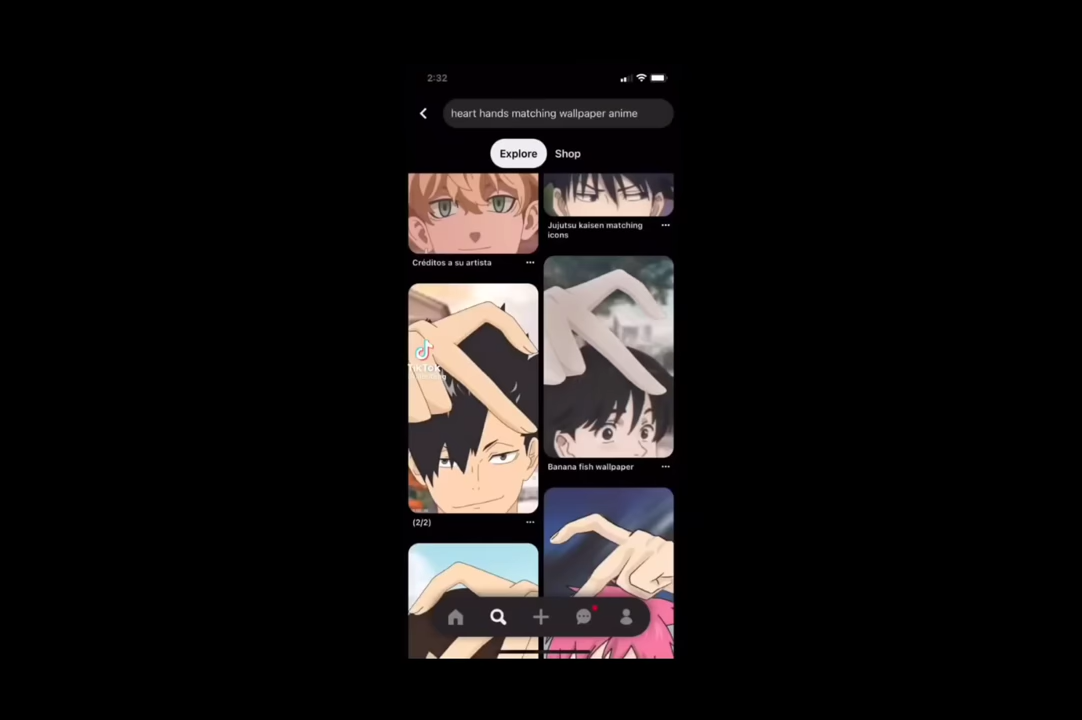 2:32
heart hands matching wallpaper anime
Explore
Shop
Jujutsu kaisen matching
icons
Créditos a su artista
TikTok
Banana fish wallpaper
(2/2)